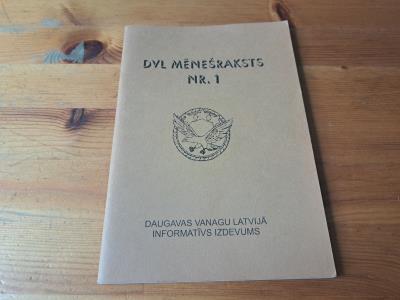 DVL MĒNEŠRAKSTS
NR. 1
DAUGAVAS VANAGU LATVIJĀ
INFORMATĪVS IZDEVUMS